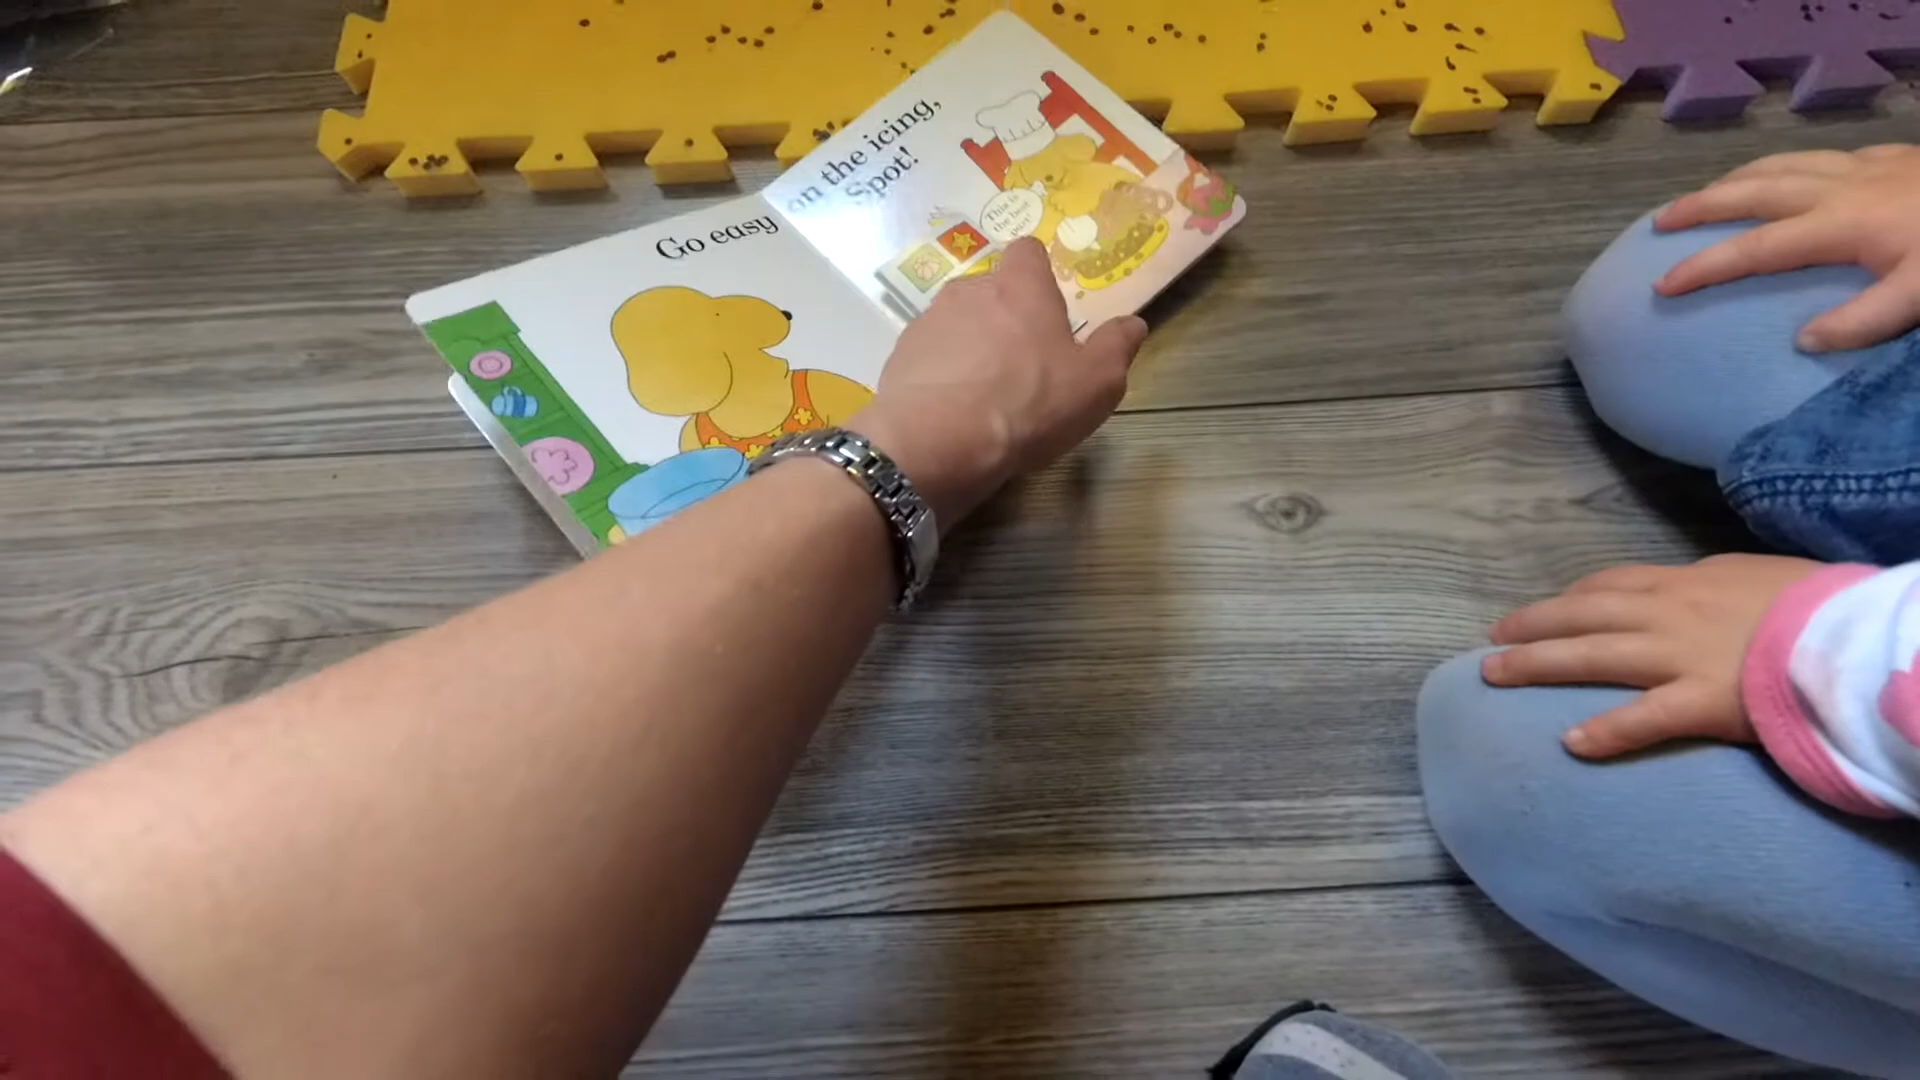 Go easy
on the icing,
Spot!
This is
the best
part!